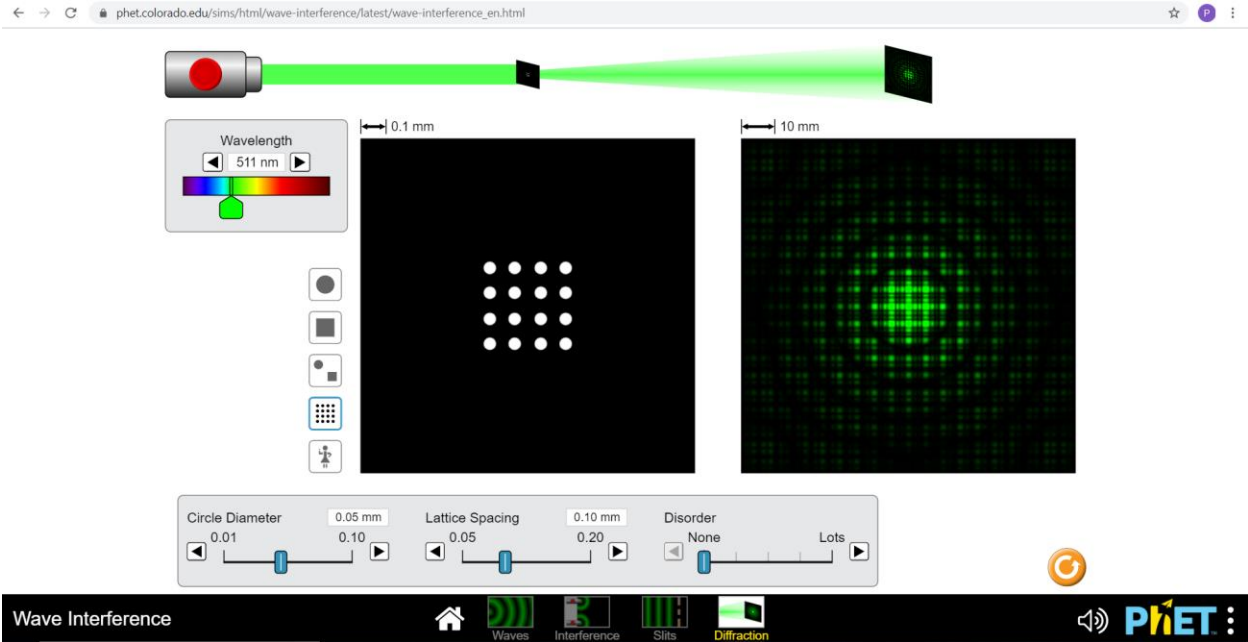 phet.colorado.edu/sims/html/wave-interference/latest/wave-interference_en.html
P
0.1 mm
10 mm
Wavelength
511 nm
Circle Diameter
0.05 mm
0.01
0.10
Lattice Spacing
0.10 mm
0.05
0.20
Disorder
None
Lots
Wave Interference
Waves
Interference
Slits
Diffraction
PhET